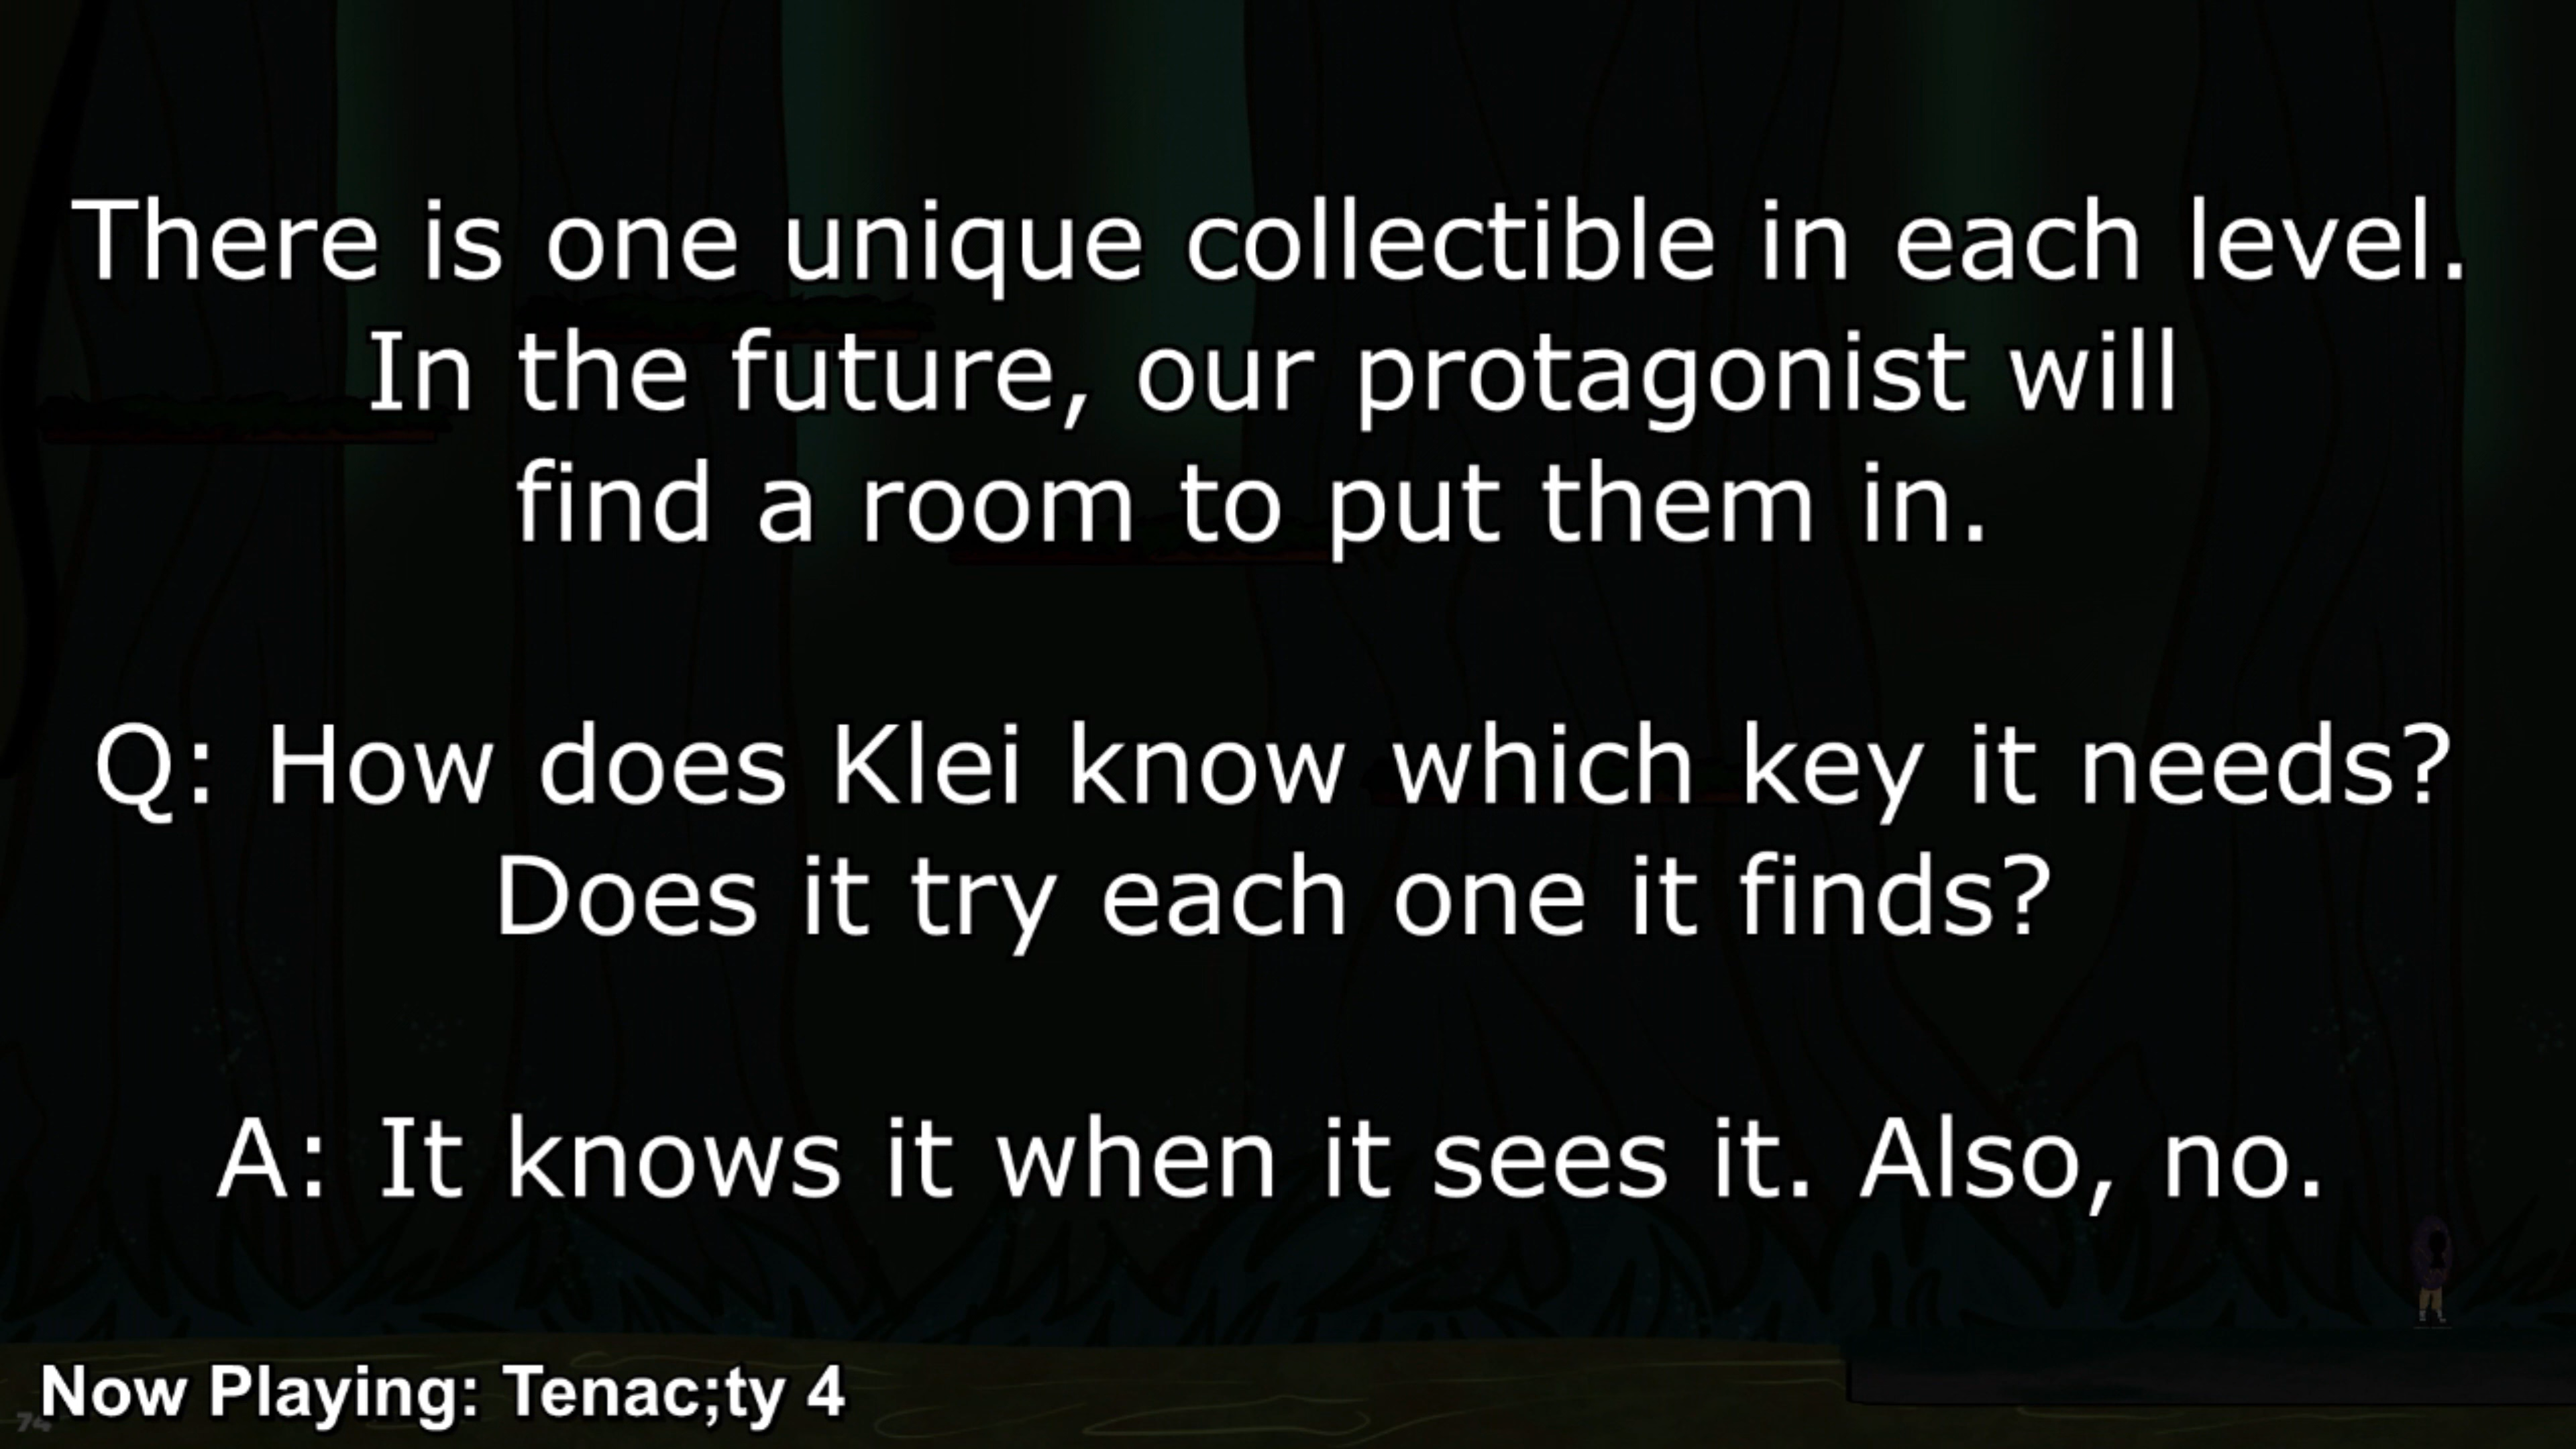 There is one unique collectible in each level.
In the future, our protagonist will
find a room to put them in.
Q: How does Klei know which key it needs?
Does it try each one it finds?
A: It knows it when it sees it. Also, no.
Now Playing: Tenac;ty 4
74